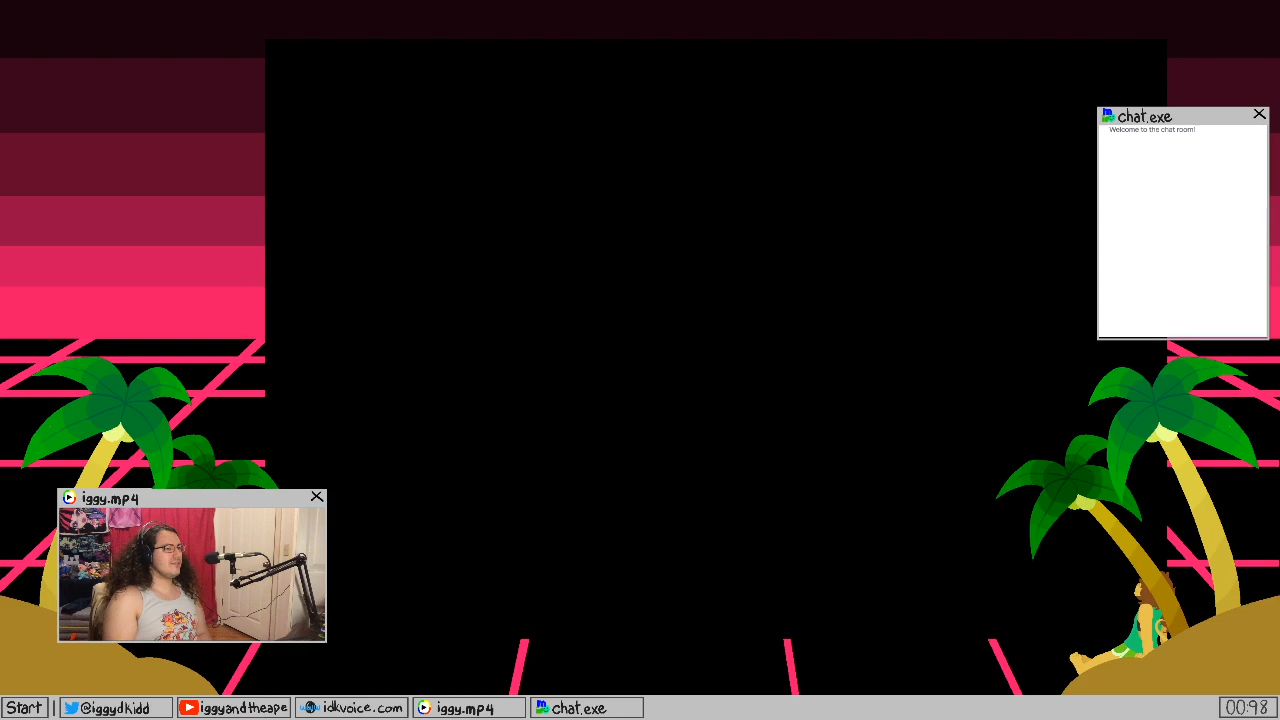 chat.exe
Welcome to the chat room!
iggy.mp4
Start
@iggydkidd
iggyandtheape
www idkvoice.com
iggy.mp4
chat.exe
00:98